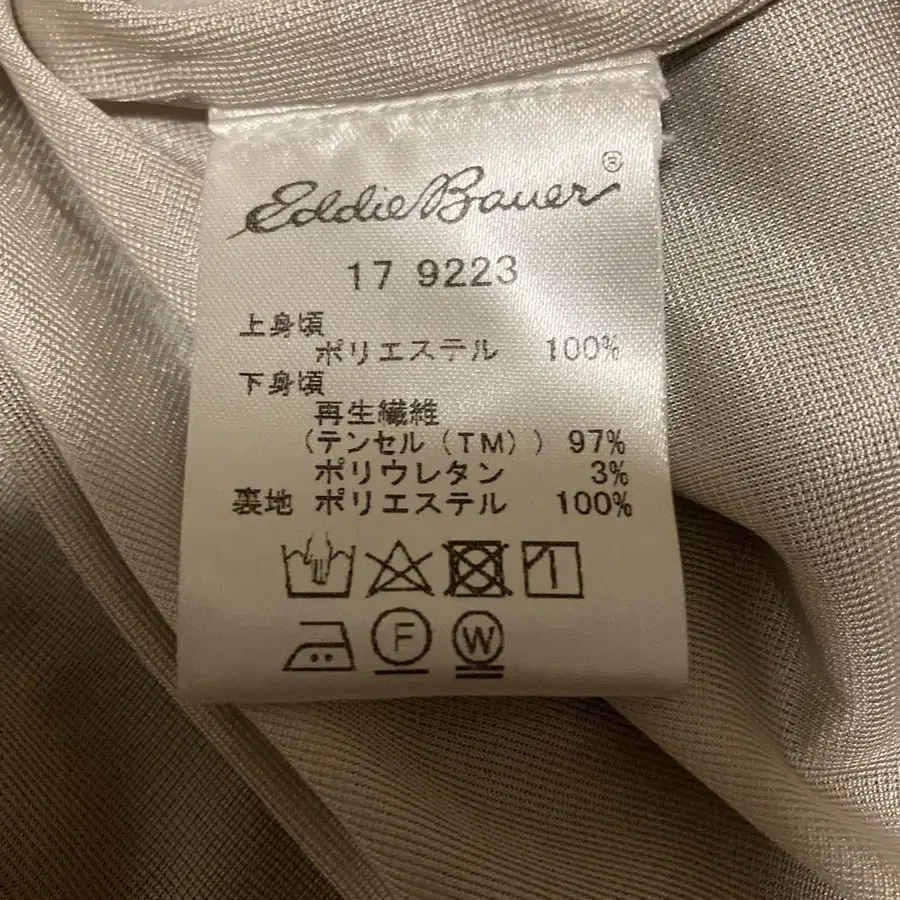 Eddie Bauer®
17 9223
上身頃
ポリエステル 100%
下身頃
再生繊維
(テンセル(TM)) 97%
ポリウレタン 3%
裏地 ポリエステル 100%
F W